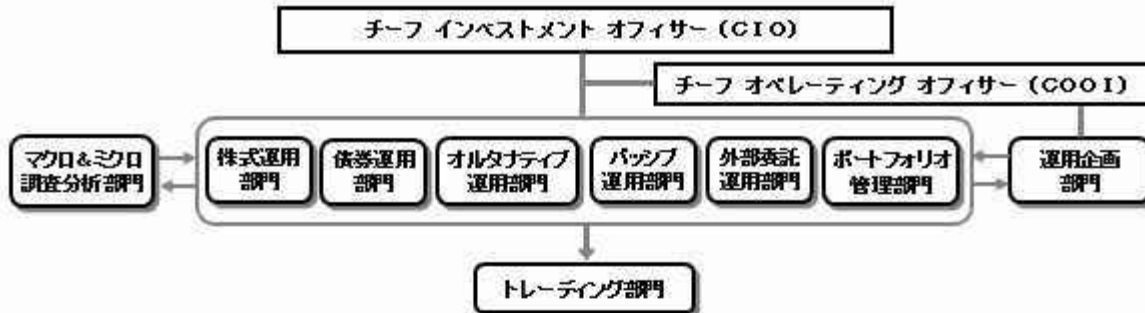 チーフ インベストメント オフィサー (CIO)
チーフ オペレーティング オフィサー (COOI)
マクロ&ミクロ
調査分析部門
株式運用
部門
債券運用
部門
オルタナティブ
運用部門
パッシブ
運用部門
外部委託
運用部門
ポートフォリオ
管理部門
運用企画
部門
トレーディング部門